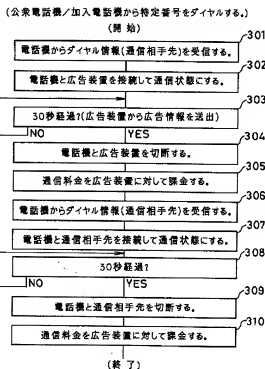 (公衆電話機/加入電話機から特定番号をダイヤルする。)
(開 始)
301
電話機からダイヤル情報(通信相手先)を受信する。
302
電話機と広告装置を接続して通信状態にする。
303
30秒経過?(広告装置から広告情報を送出)
NO
YES
304
電話機と広告装置を切断する。
305
通信料金を広告装置に対して課金する。
306
電話機からダイヤル情報(通信相手先)を受信する。
307
電話機と通信相手先を接続して通信状態にする。
308
30秒経過?
NO
YES
309
電話機と通信相手先を切断する。
310
通信料金を広告装置に対して課金する。
(終 了)